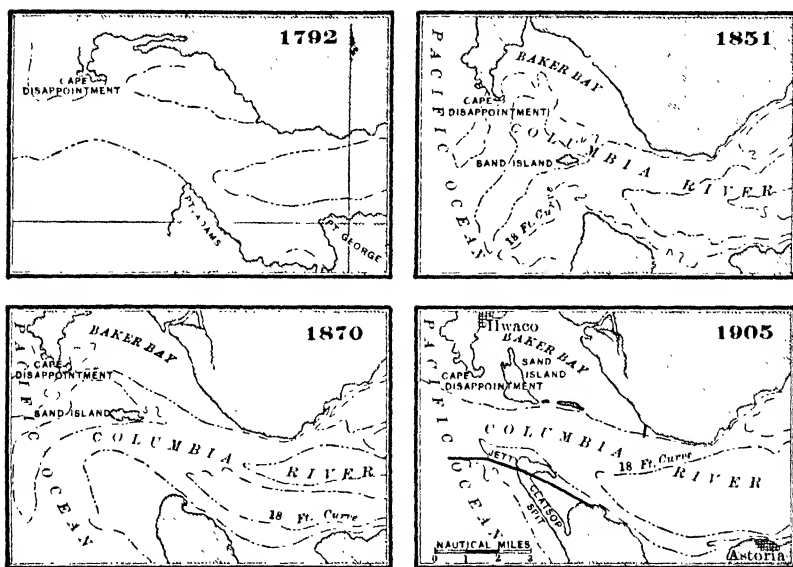 1792
CAPE
DISAPPOINTMENT
PT. ADAMS
PT. GEORGE
1851
PACIFIC OCEAN
BAKER BAY
CAPE
DISAPPOINTMENT
COLUMBIA RIVER
SAND ISLAND
18 Ft. Curve
1870
PACIFIC OCEAN
BAKER BAY
CAPE
DISAPPOINTMENT
SAND ISLAND
COLUMBIA RIVER
18 Ft. Curve
1905
PACIFIC OCEAN
Ilwaco
BAKER BAY
SAND
ISLAND
CAPE
DISAPPOINTMENT
COLUMBIA RIVER
18 Ft. Curve
JETTY
CLATSOP
SPIT
NAUTICAL MILES
0 1 2 3
Astoria